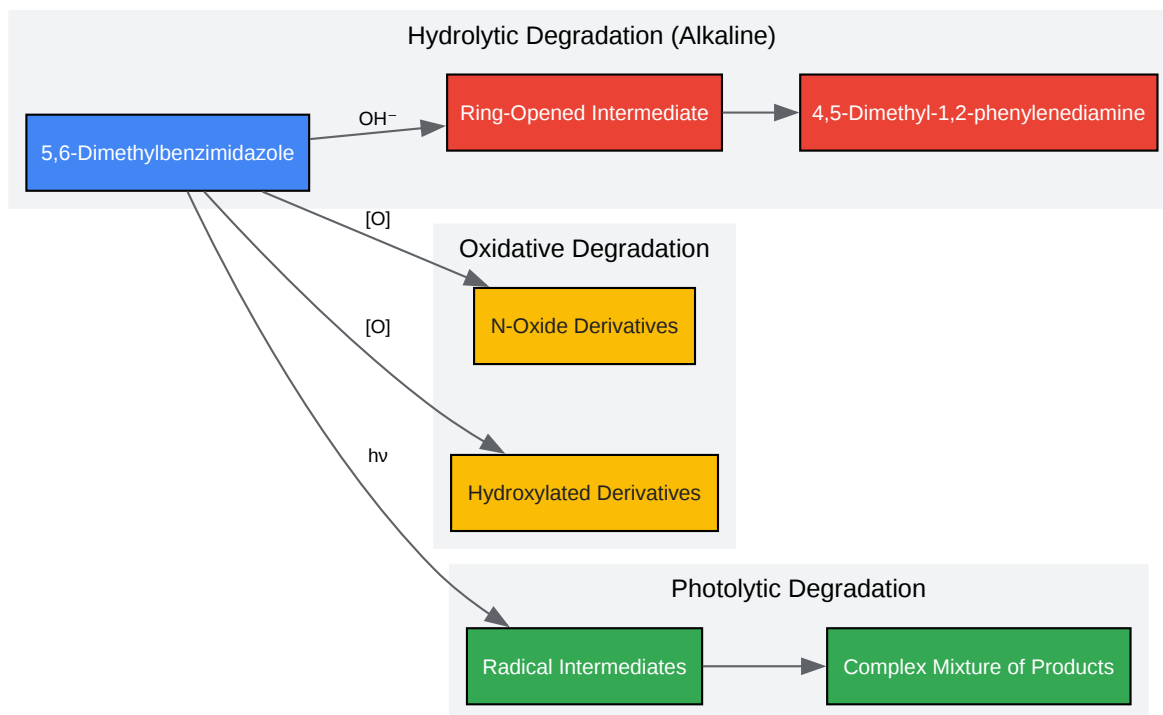 Hydrolytic Degradation (Alkaline)
5,6-Dimethylbenzimidazole
OH⁻
Ring-Opened Intermediate
4,5-Dimethyl-1,2-phenylenediamine
[O]
Oxidative Degradation
N-Oxide Derivatives
[O]
hν
Hydroxylated Derivatives
Photolytic Degradation
Radical Intermediates
Complex Mixture of Products